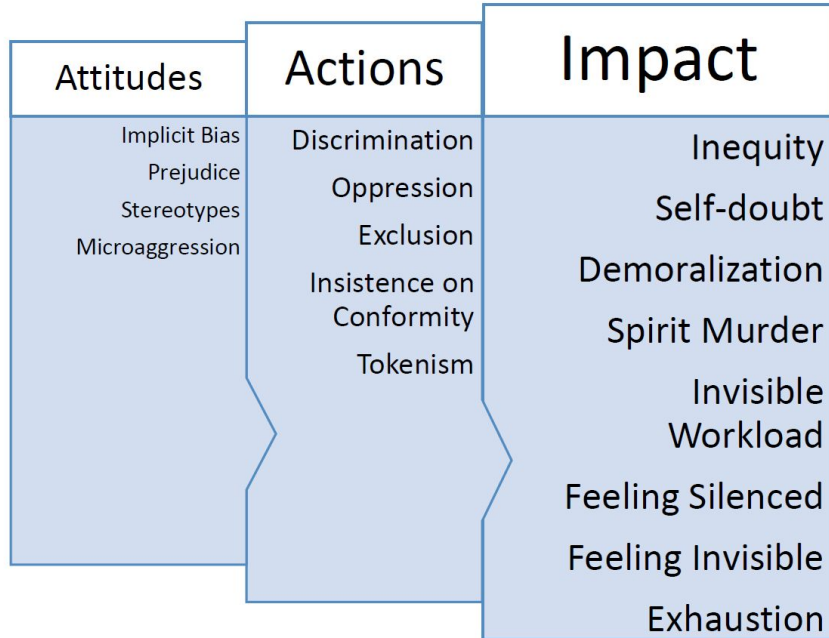 Attitudes
Implicit Bias
Prejudice
Stereotypes
Microaggression
Actions
Discrimination
Oppression
Exclusion
Insistence on
Conformity
Tokenism
Impact
Inequity
Self-doubt
Demoralization
Spirit Murder
Invisible
Workload
Feeling Silenced
Feeling Invisible
Exhaustion